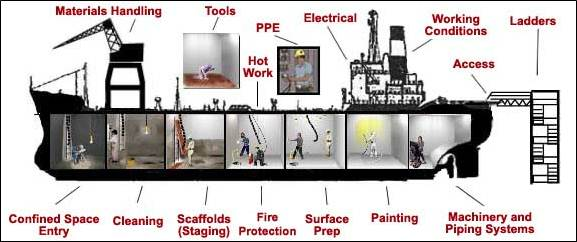 Materials Handling
Tools
PPE
Electrical
Working
Conditions
Ladders
Hot
Work
Access
Confined Space
Entry
Cleaning
Scaffolds
(Staging)
Fire
Protection
Surface
Prep
Painting
Machinery and
Piping Systems